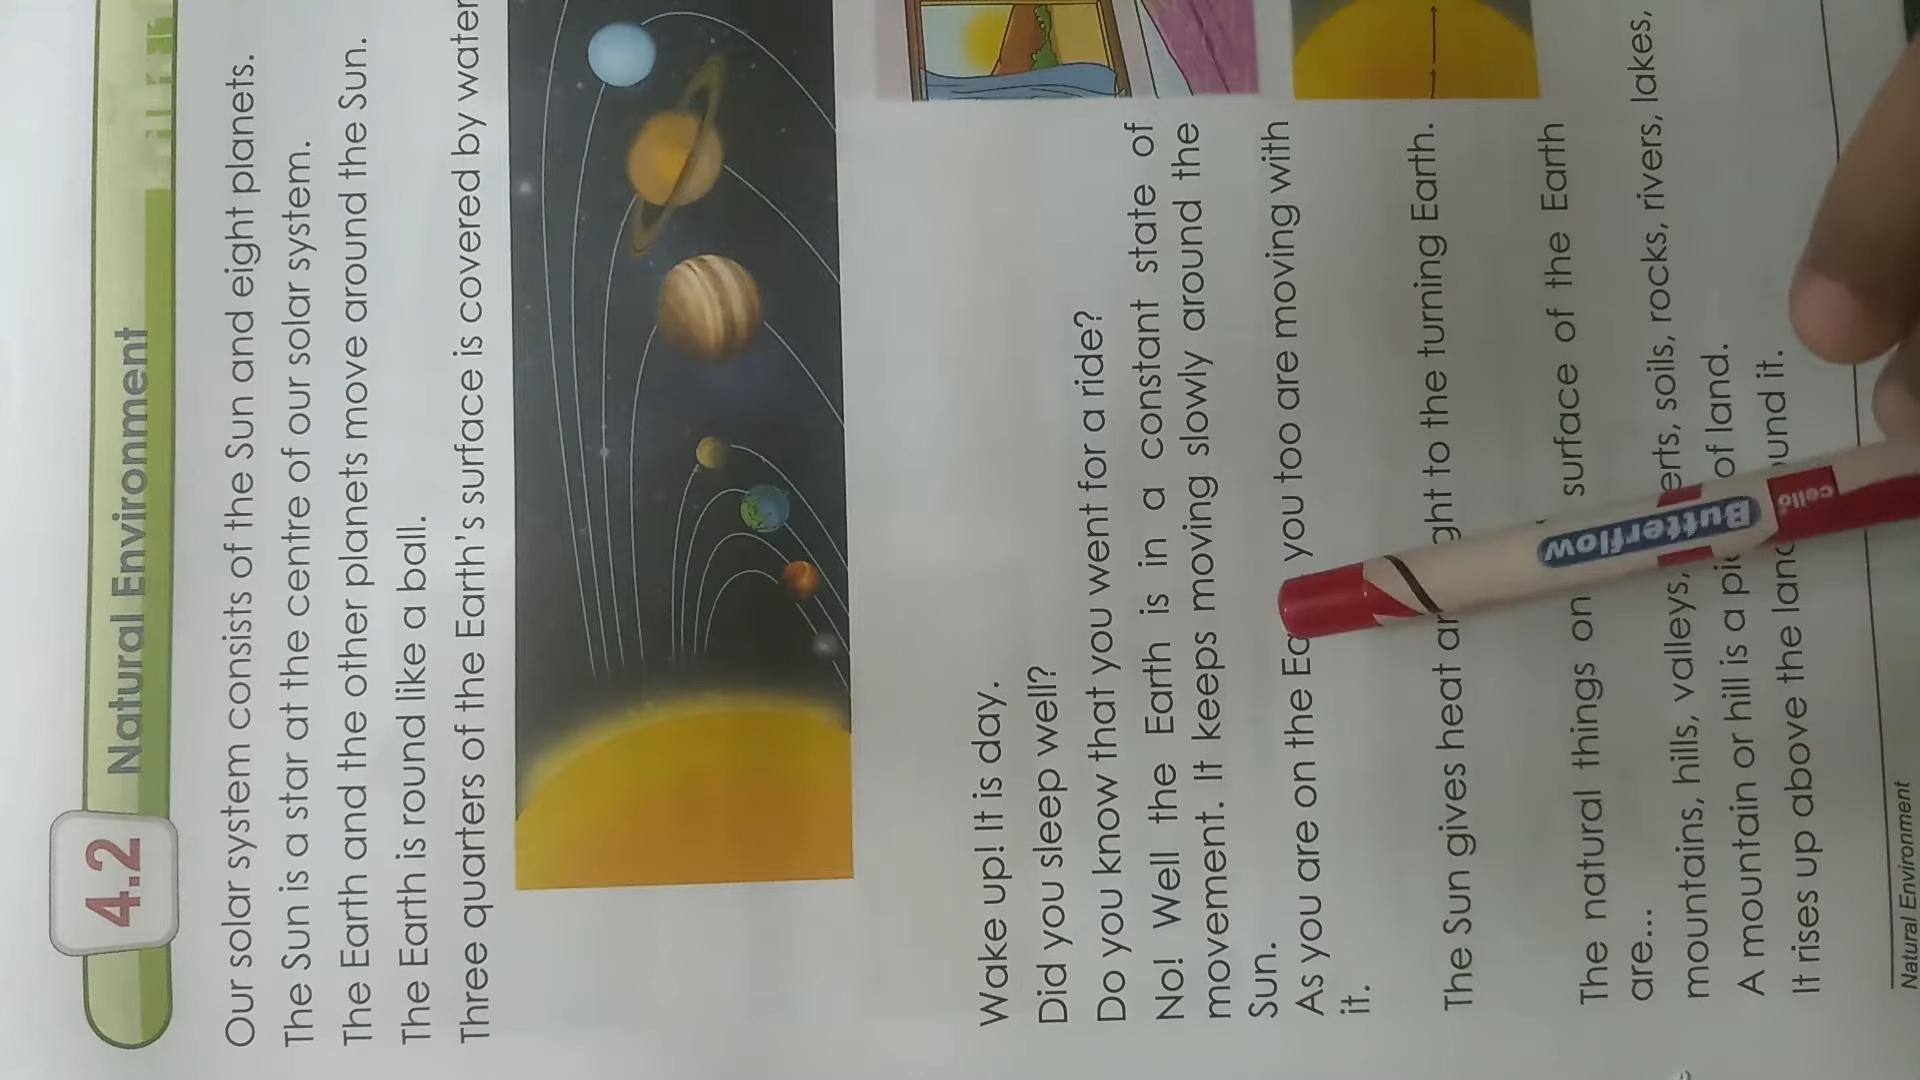 4.2 Natural Environment
Our solar system consists of the Sun and eight planets.
The Sun is a star at the centre of our solar system.
The Earth and the other planets move around the Sun.
The Earth is round like a ball.
Three quarters of the Earth's surface is covered by water
Wake up! It is day.
Did you sleep well?
Do you know that you went for a ride?
No! Well the Earth is in a constant state of
movement. It keeps moving slowly around the
Sun.
As you are on the Ea you too are moving with
it.
The Sun gives heat an ght to the turning Earth.
The natural things on surface of the Earth
are...
mountains, hills, valleys, erts, soils, rocks, rivers, lakes,
A mountain or hill is a pi of land.
It rises up above the lan und it.
Natural Environment
Butterflow
cello